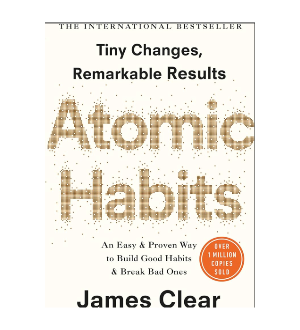 THE INTERNATIONAL BESTSELLER
Tiny Changes,
Remarkable Results
Atomic
Habits
An Easy & Proven Way
to Build Good Habits
& Break Bad Ones
OVER
1 MILLION
COPIES
SOLD
James Clear